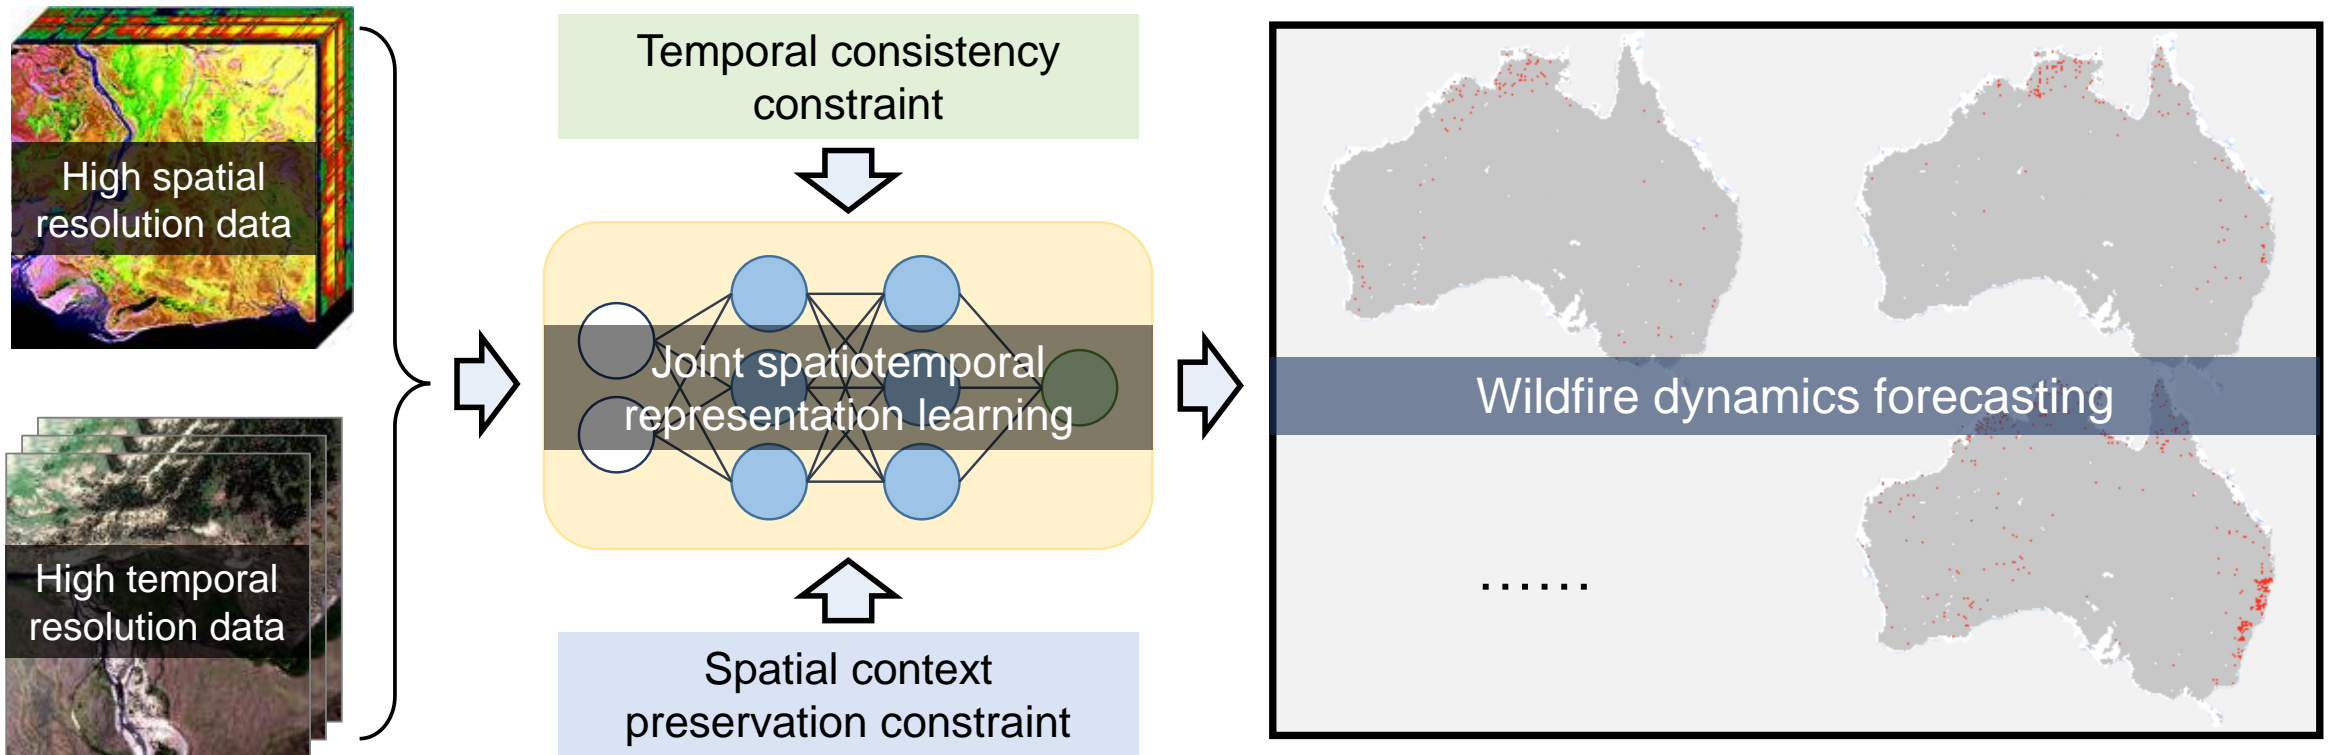 High spatial
resolution data
High temporal
resolution data
Temporal consistency
constraint
Joint spatiotemporal
representation learning
Spatial context
preservation constraint
Wildfire dynamics forecasting
......